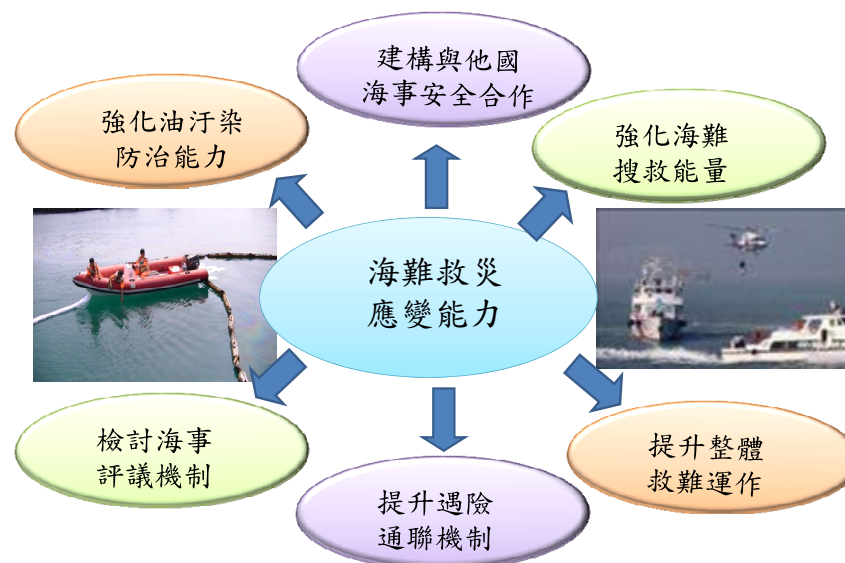 建構與他國
海事安全合作
強化油汙染
防治能力
強化海難
搜救能量
海難救災
應變能力
檢討海事
評議機制
提升遇險
通聯機制
提升整體
救難運作